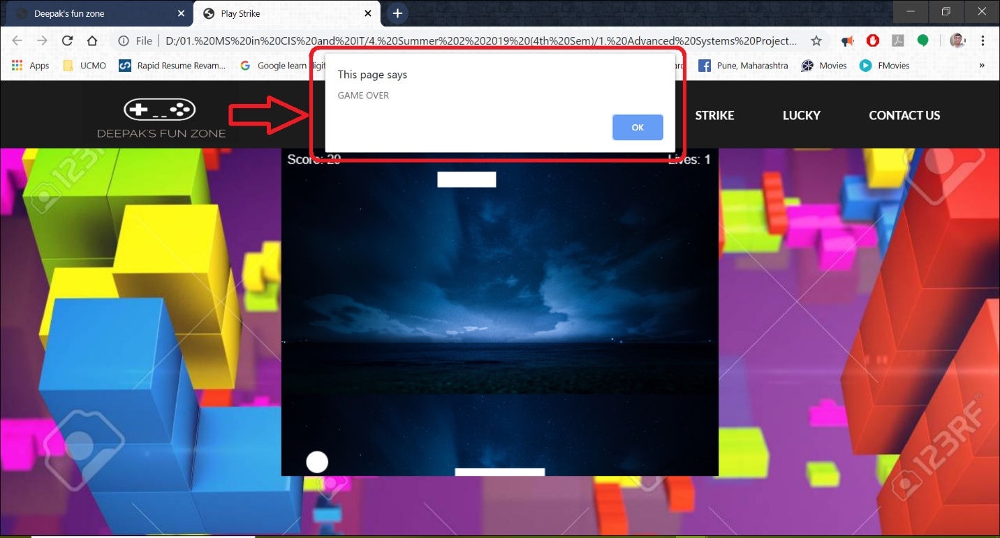 Deepak's fun zone
Play Strike
File
D:/01.%20MS%20in%20CIS%20and%20IT/4.%20Summer%202%202019%20(4th%20Sem)/1.%20Advanced%20Systems%20Project...
Apps
UCMO
Rapid Resume Revam...
Google learn digit
Pune, Maharashtra
Movies
FMovies
»
This page says
GAME OVER
OK
DEEPAK'S FUN ZONE
STRIKE
LUCKY
CONTACT US
Score: 20
Lives: 1
123RF
123RF
123RF